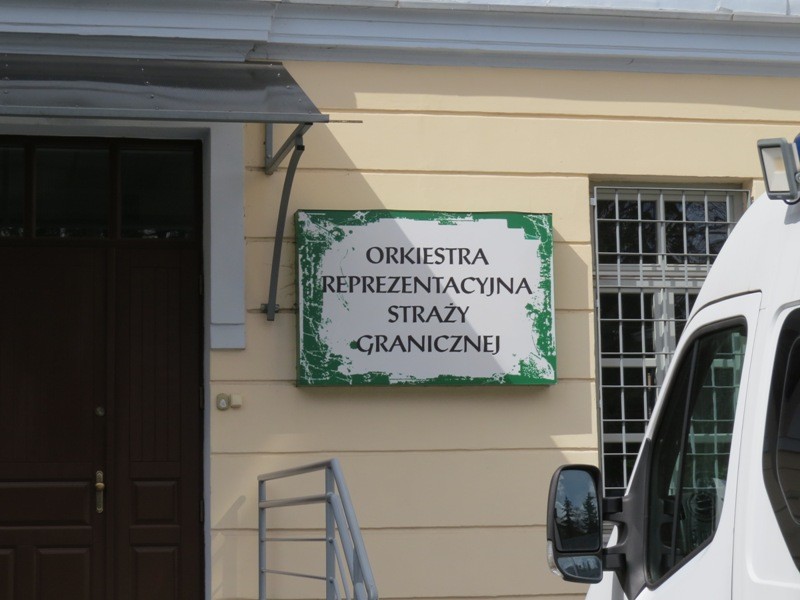 ORKIESTRA
REPREZENTACYJNA
STRAŻY
GRANICZNEJ